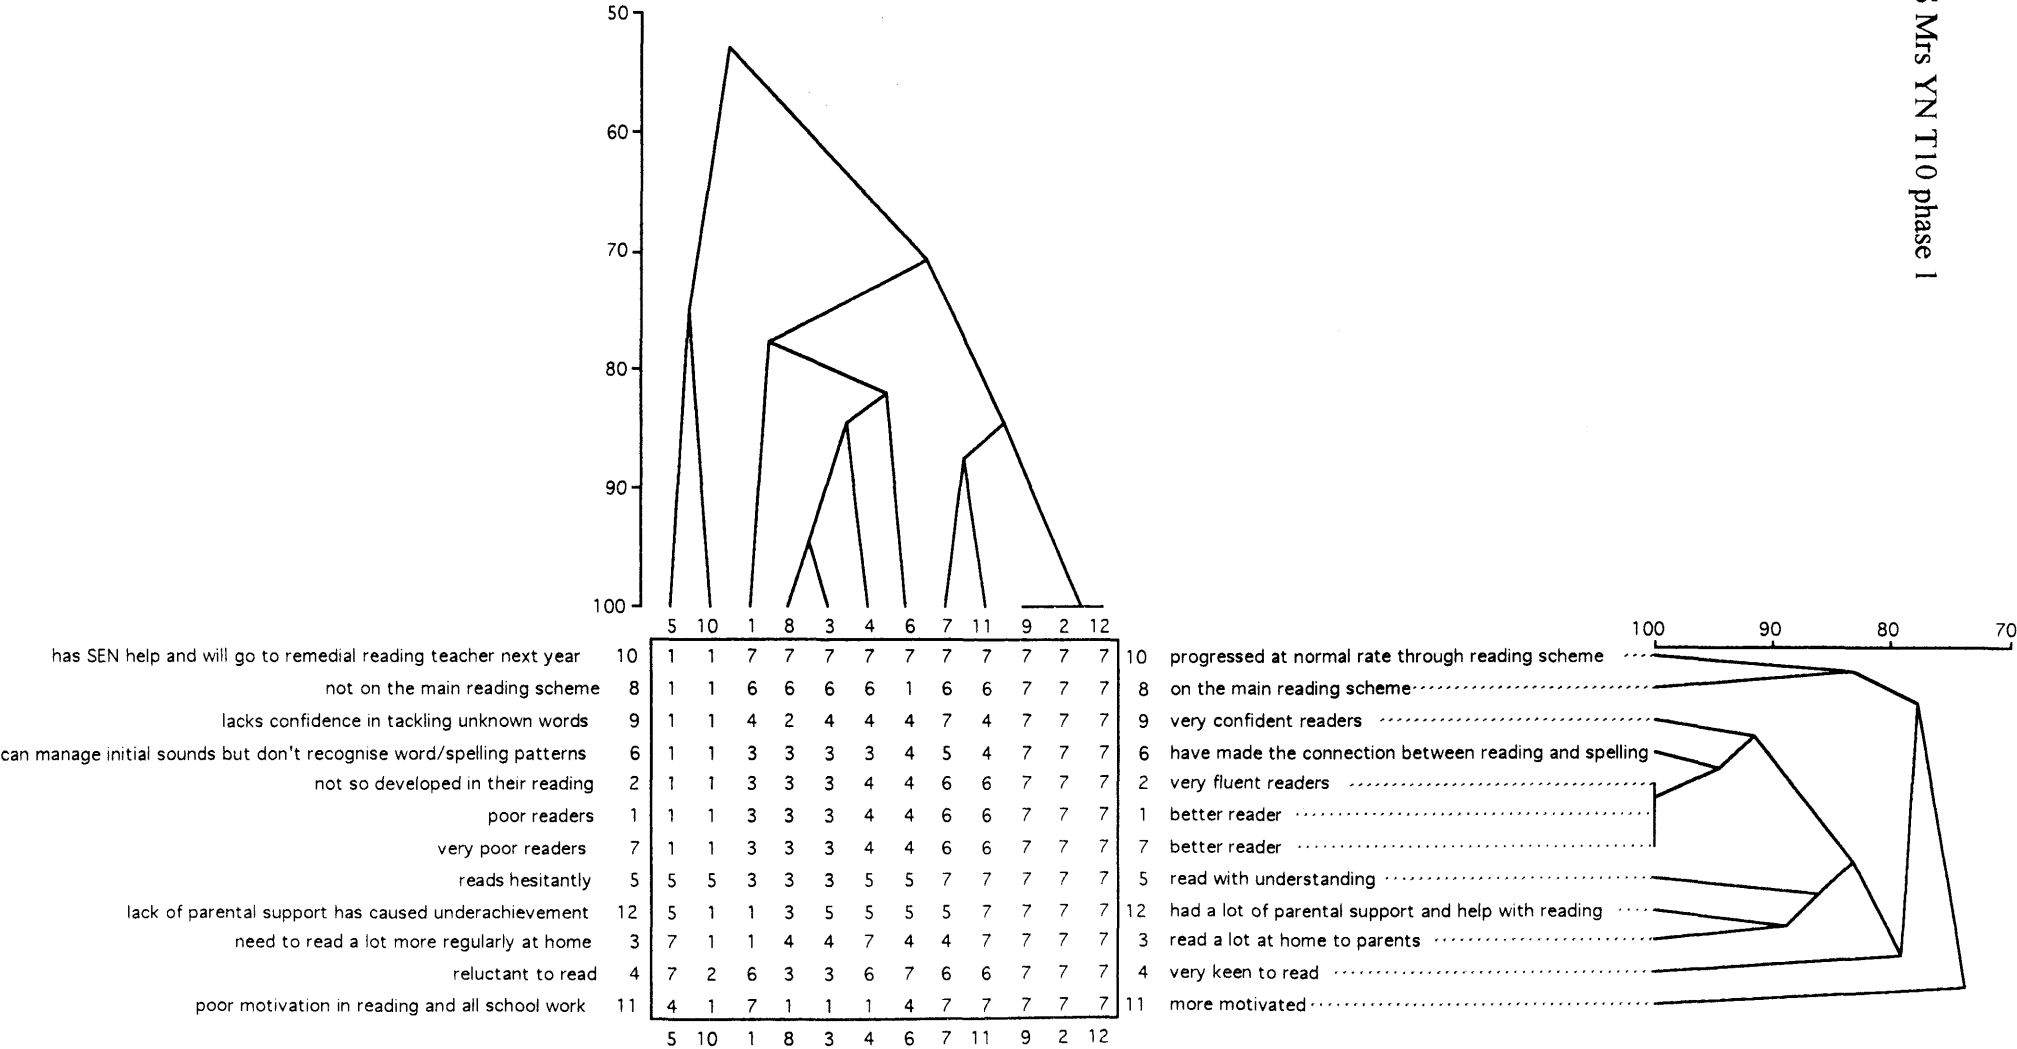 Mrs YN T10 phase 1
50
60
70
80
90
100
5 10 1 8 3 4 6 7 11 9 2 12
100 90 80 70
has SEN help and will go to remedial reading teacher next year 10 1 1 7 7 7 7 7 7 7 7 7 7 10 progressed at normal rate through reading scheme
not on the main reading scheme 8 1 1 6 6 6 6 1 6 6 7 7 7 8 on the main reading scheme
lacks confidence in tackling unknown words 9 1 1 4 2 4 4 4 7 4 7 7 7 9 very confident readers
can manage initial sounds but don't recognise word/spelling patterns 6 1 1 3 3 3 3 4 5 4 7 7 7 6 have made the connection between reading and spelling
not so developed in their reading 2 1 1 3 3 3 4 4 6 6 7 7 7 2 very fluent readers
poor readers 1 1 1 3 3 3 4 4 6 6 7 7 7 1 better reader
very poor readers 7 1 1 3 3 3 4 4 6 6 7 7 7 7 better reader
reads hesitantly 5 5 5 3 3 3 5 5 7 7 7 7 7 5 read with understanding
lack of parental support has caused underachievement 12 5 1 1 3 5 5 5 5 7 7 7 7 12 had a lot of parental support and help with reading
need to read a lot more regularly at home 3 7 1 1 4 4 7 4 4 7 7 7 7 3 read a lot at home to parents
reluctant to read 4 7 2 6 3 3 6 7 6 6 7 7 7 4 very keen to read
poor motivation in reading and all school work 11 4 1 7 1 1 1 4 7 7 7 7 7 11 more motivated
5 10 1 8 3 4 6 7 11 9 2 12